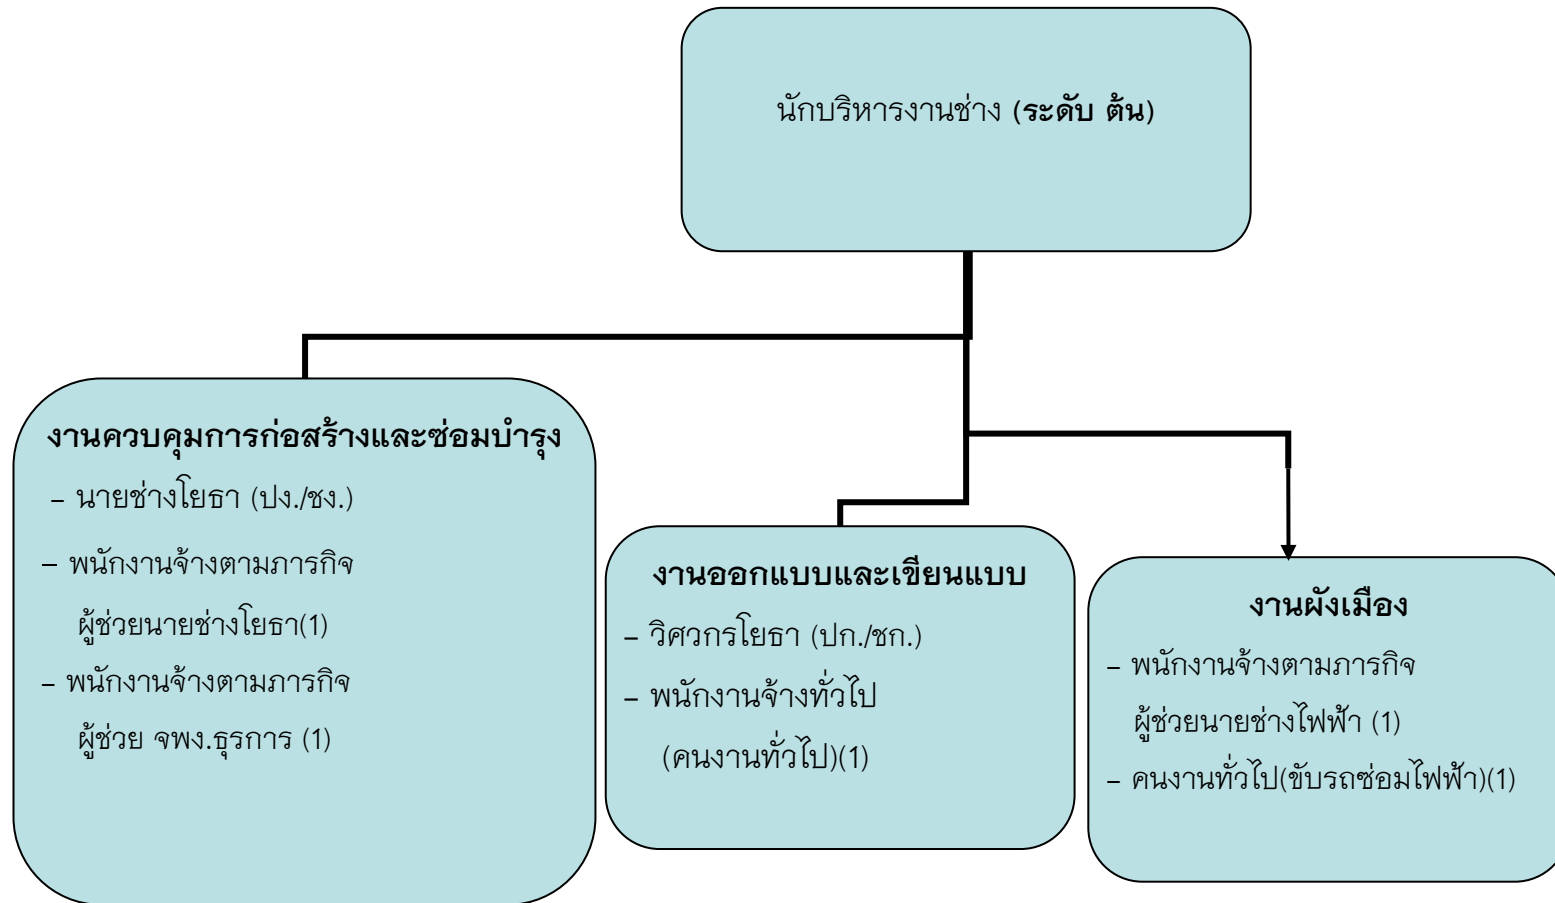 นักบริหารงานช่าง (ระดับ ต้น)
งานควบคุมการก่อสร้างและซ่อมบำรุง
– นายช่างโยธา (ปง./ชง.)
– พนักงานจ้างตามภารกิจ
ผู้ช่วยนายช่างโยธา(1)
– พนักงานจ้างตามภารกิจ
ผู้ช่วย จพง.ธุรการ (1)
งานออกแบบและเขียนแบบ
– วิศวกรโยธา (ปก./ชก.)
– พนักงานจ้างทั่วไป
(คนงานทั่วไป)(1)
งานผังเมือง
– พนักงานจ้างตามภารกิจ
ผู้ช่วยนายช่างไฟฟ้า (1)
– คนงานทั่วไป(ขับรถซ่อมไฟฟ้า)(1)